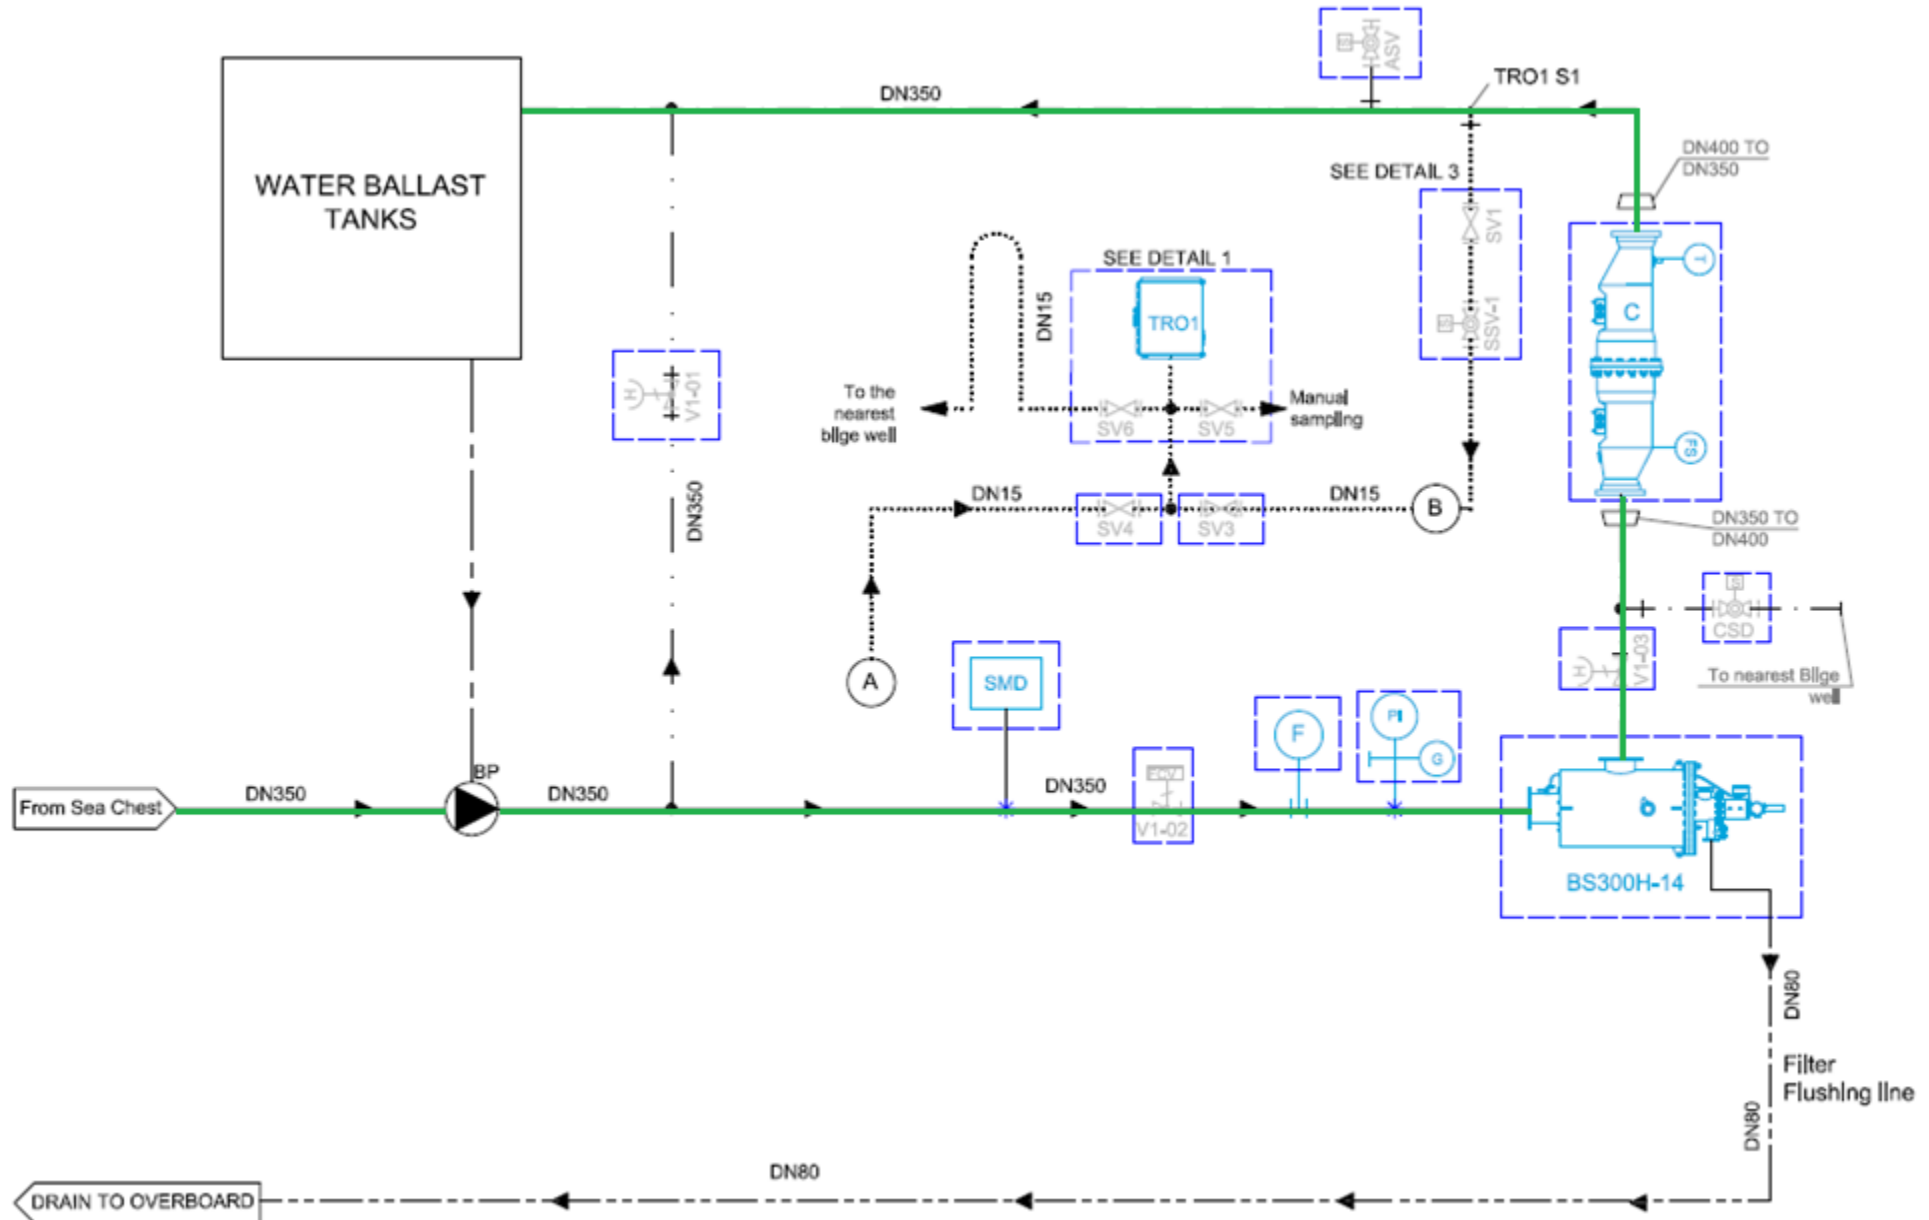 ASV
S
TRO1 S1
DN350
DN400 TO
DN350
WATER BALLAST
TANKS
SEE DETAIL 3
SV1
SEE DETAIL 1
T
C
TRO1
DN15
SSV-1
S
H
V1-01
To the
nearest
bilge well
SV6
SV5
Manual
sampling
FS
DN350
DN15
SV4
SV3
DN15
B
DN350 TO
DN400
S
CSD
A
SMD
H
V1-03
To nearest Bilge
well
F
PI
G
BP
From Sea Chest
DN350
DN350
DN350
FCV
V1-02
BS300H-14
DN80
Filter
Flushing line
DN80
DN80
DRAIN TO OVERBOARD